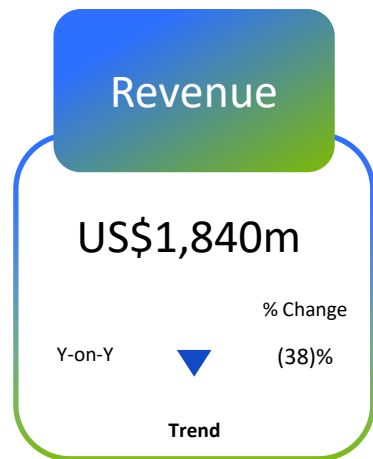 Revenue
US$1,840m
% Change
Y-on-Y
(38)%
Trend